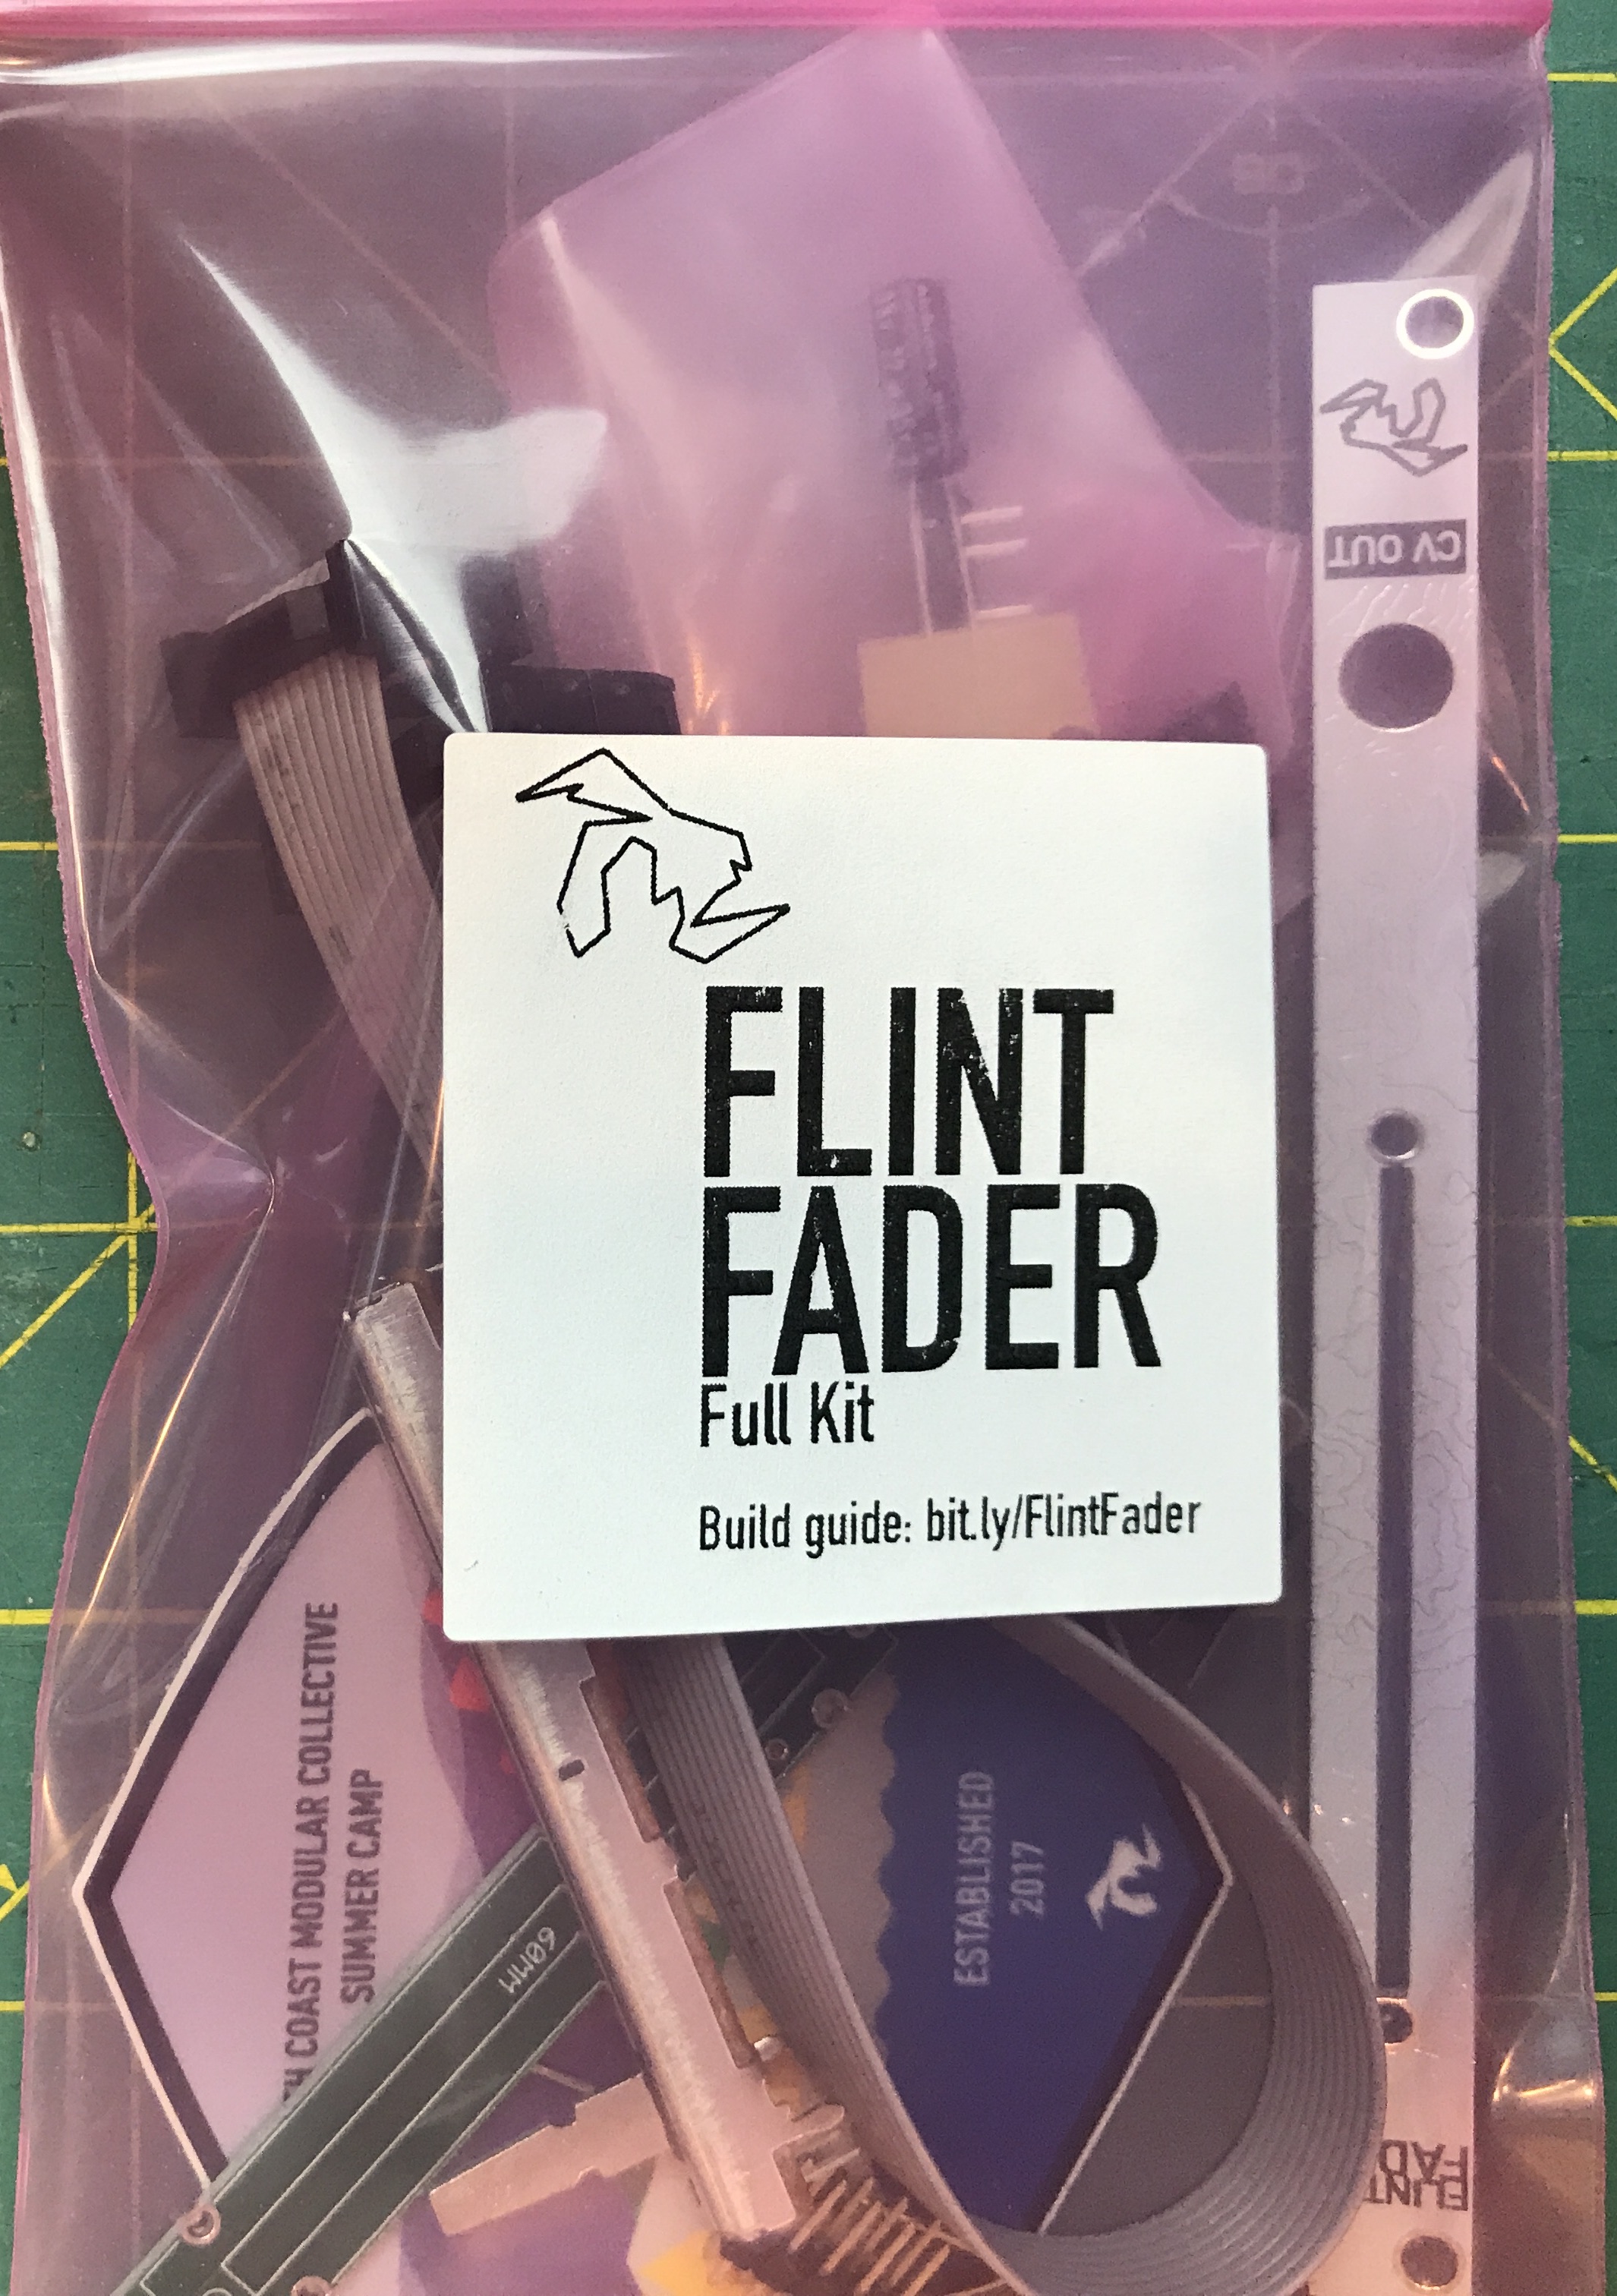 CV OUT
FLINT
FADER
Full Kit
Build guide: bit.ly/FlintFader
COAST MODULAR COLLECTIVE
SUMMER CAMP
ESTABLISHED
2017
60MM